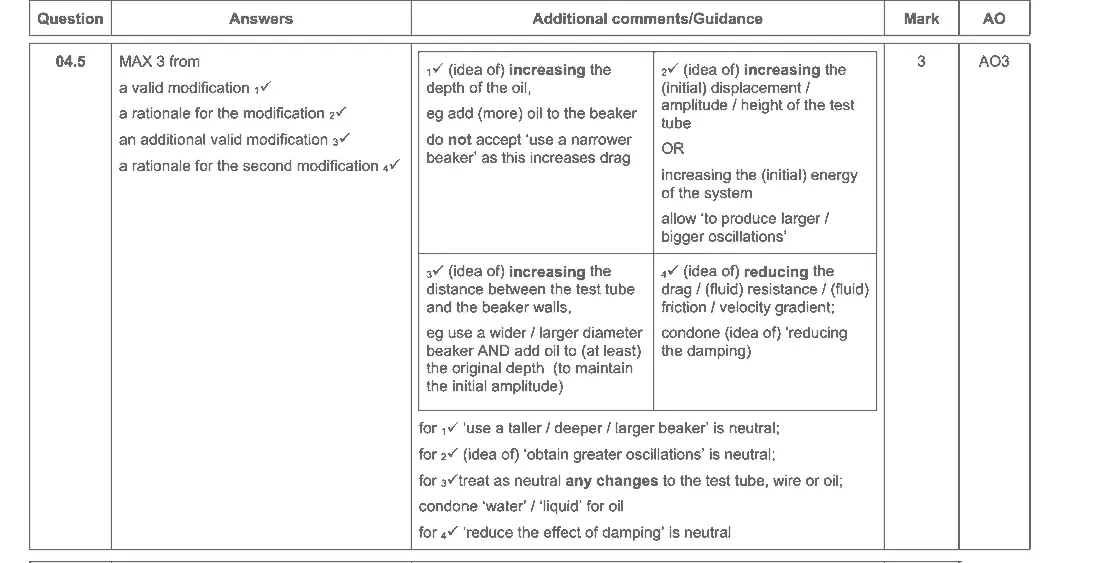 Question Answers Additional comments/Guidance Mark AO
04.5 MAX 3 from 3 AO3
a valid modification 1✓
a rationale for the modification 2✓
an additional valid modification 3✓
a rationale for the second modification 4✓
1✓ (idea of) increasing the
depth of the oil,
eg add (more) oil to the beaker
do not accept ‘use a narrower
beaker’ as this increases drag
2✓ (idea of) increasing the
(initial) displacement /
amplitude / height of the test
tube
OR
increasing the (initial) energy
of the system
allow ‘to produce larger /
bigger oscillations’
3✓ (idea of) increasing the
distance between the test tube
and the beaker walls,
eg use a wider / larger diameter
beaker AND add oil to (at least)
the original depth (to maintain
the initial amplitude)
4✓ (idea of) reducing the
drag / (fluid) resistance / (fluid)
friction / velocity gradient;
condone (idea of) ‘reducing
the damping)
for 1✓ ‘use a taller / deeper / larger beaker’ is neutral;
for 2✓ (idea of) ‘obtain greater oscillations’ is neutral;
for 3✓treat as neutral any changes to the test tube, wire or oil;
condone ‘water’ / ‘liquid’ for oil
for 4✓ ‘reduce the effect of damping’ is neutral